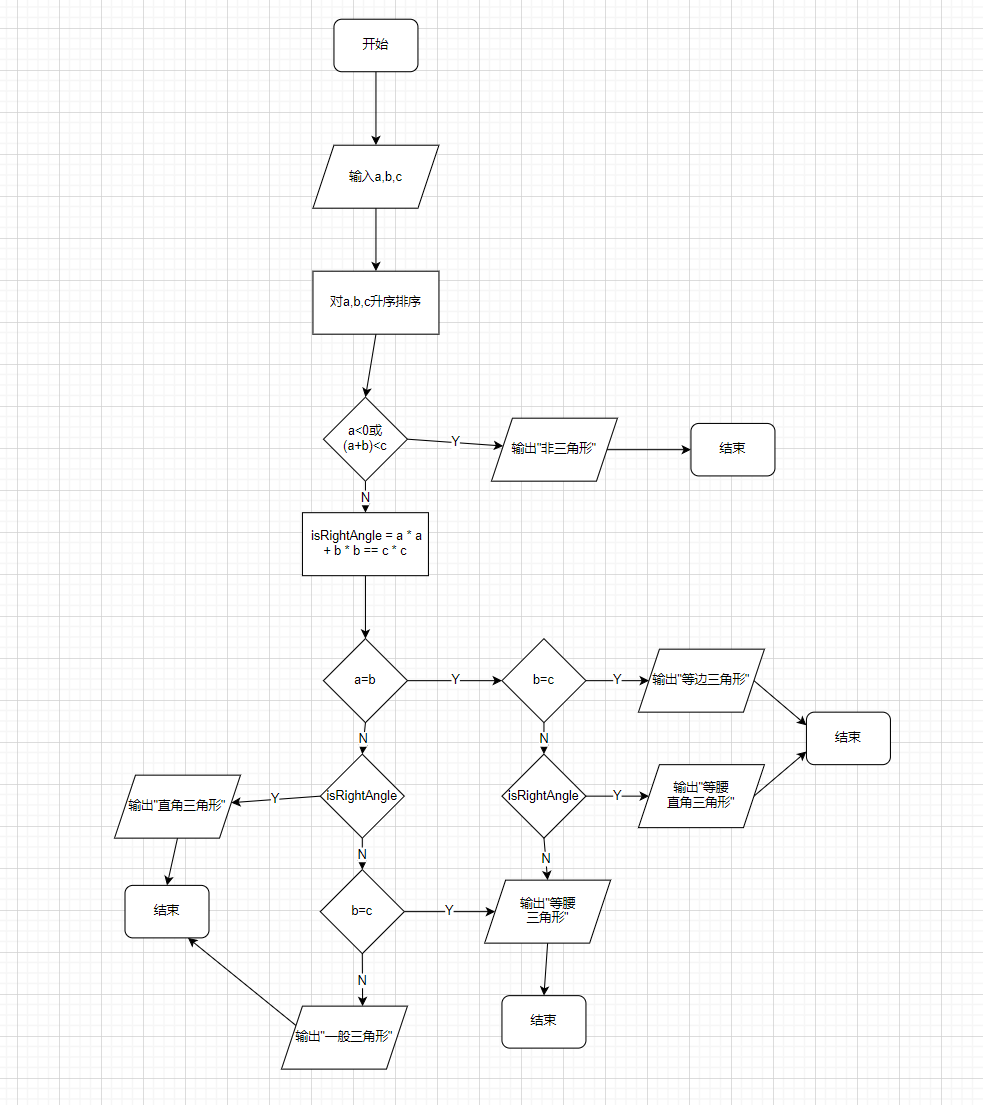 开始
输入a,b,c
对a,b,c升序排序
a<0或
(a+b)<c
Y
输出"非三角形"
结束
N
isRightAngle = a * a
+ b * b == c * c
a=b
Y
b=c
Y
输出"等边三角形"
结束
N
N
输出"直角三角形"
Y
isRightAngle
isRightAngle
Y
输出"等腰
直角三角形"
N
N
结束
b=c
Y
输出"等腰
三角形"
N
输出"一般三角形"
结束